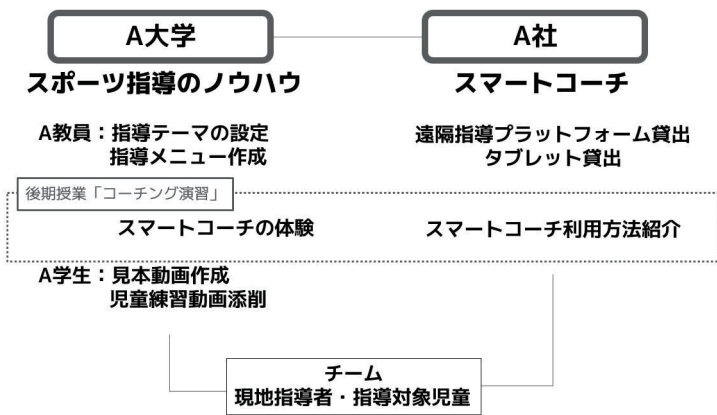 A大学
A社
スポーツ指導のノウハウ
スマートコーチ
A教員：指導テーマの設定
指導メニュー作成
遠隔指導プラットフォーム貸出
タブレット貸出
後期授業「コーチング演習」
スマートコーチの体験
スマートコーチ利用方法紹介
A学生：見本動画作成
児童練習動画添削
チーム
現地指導者・指導対象児童